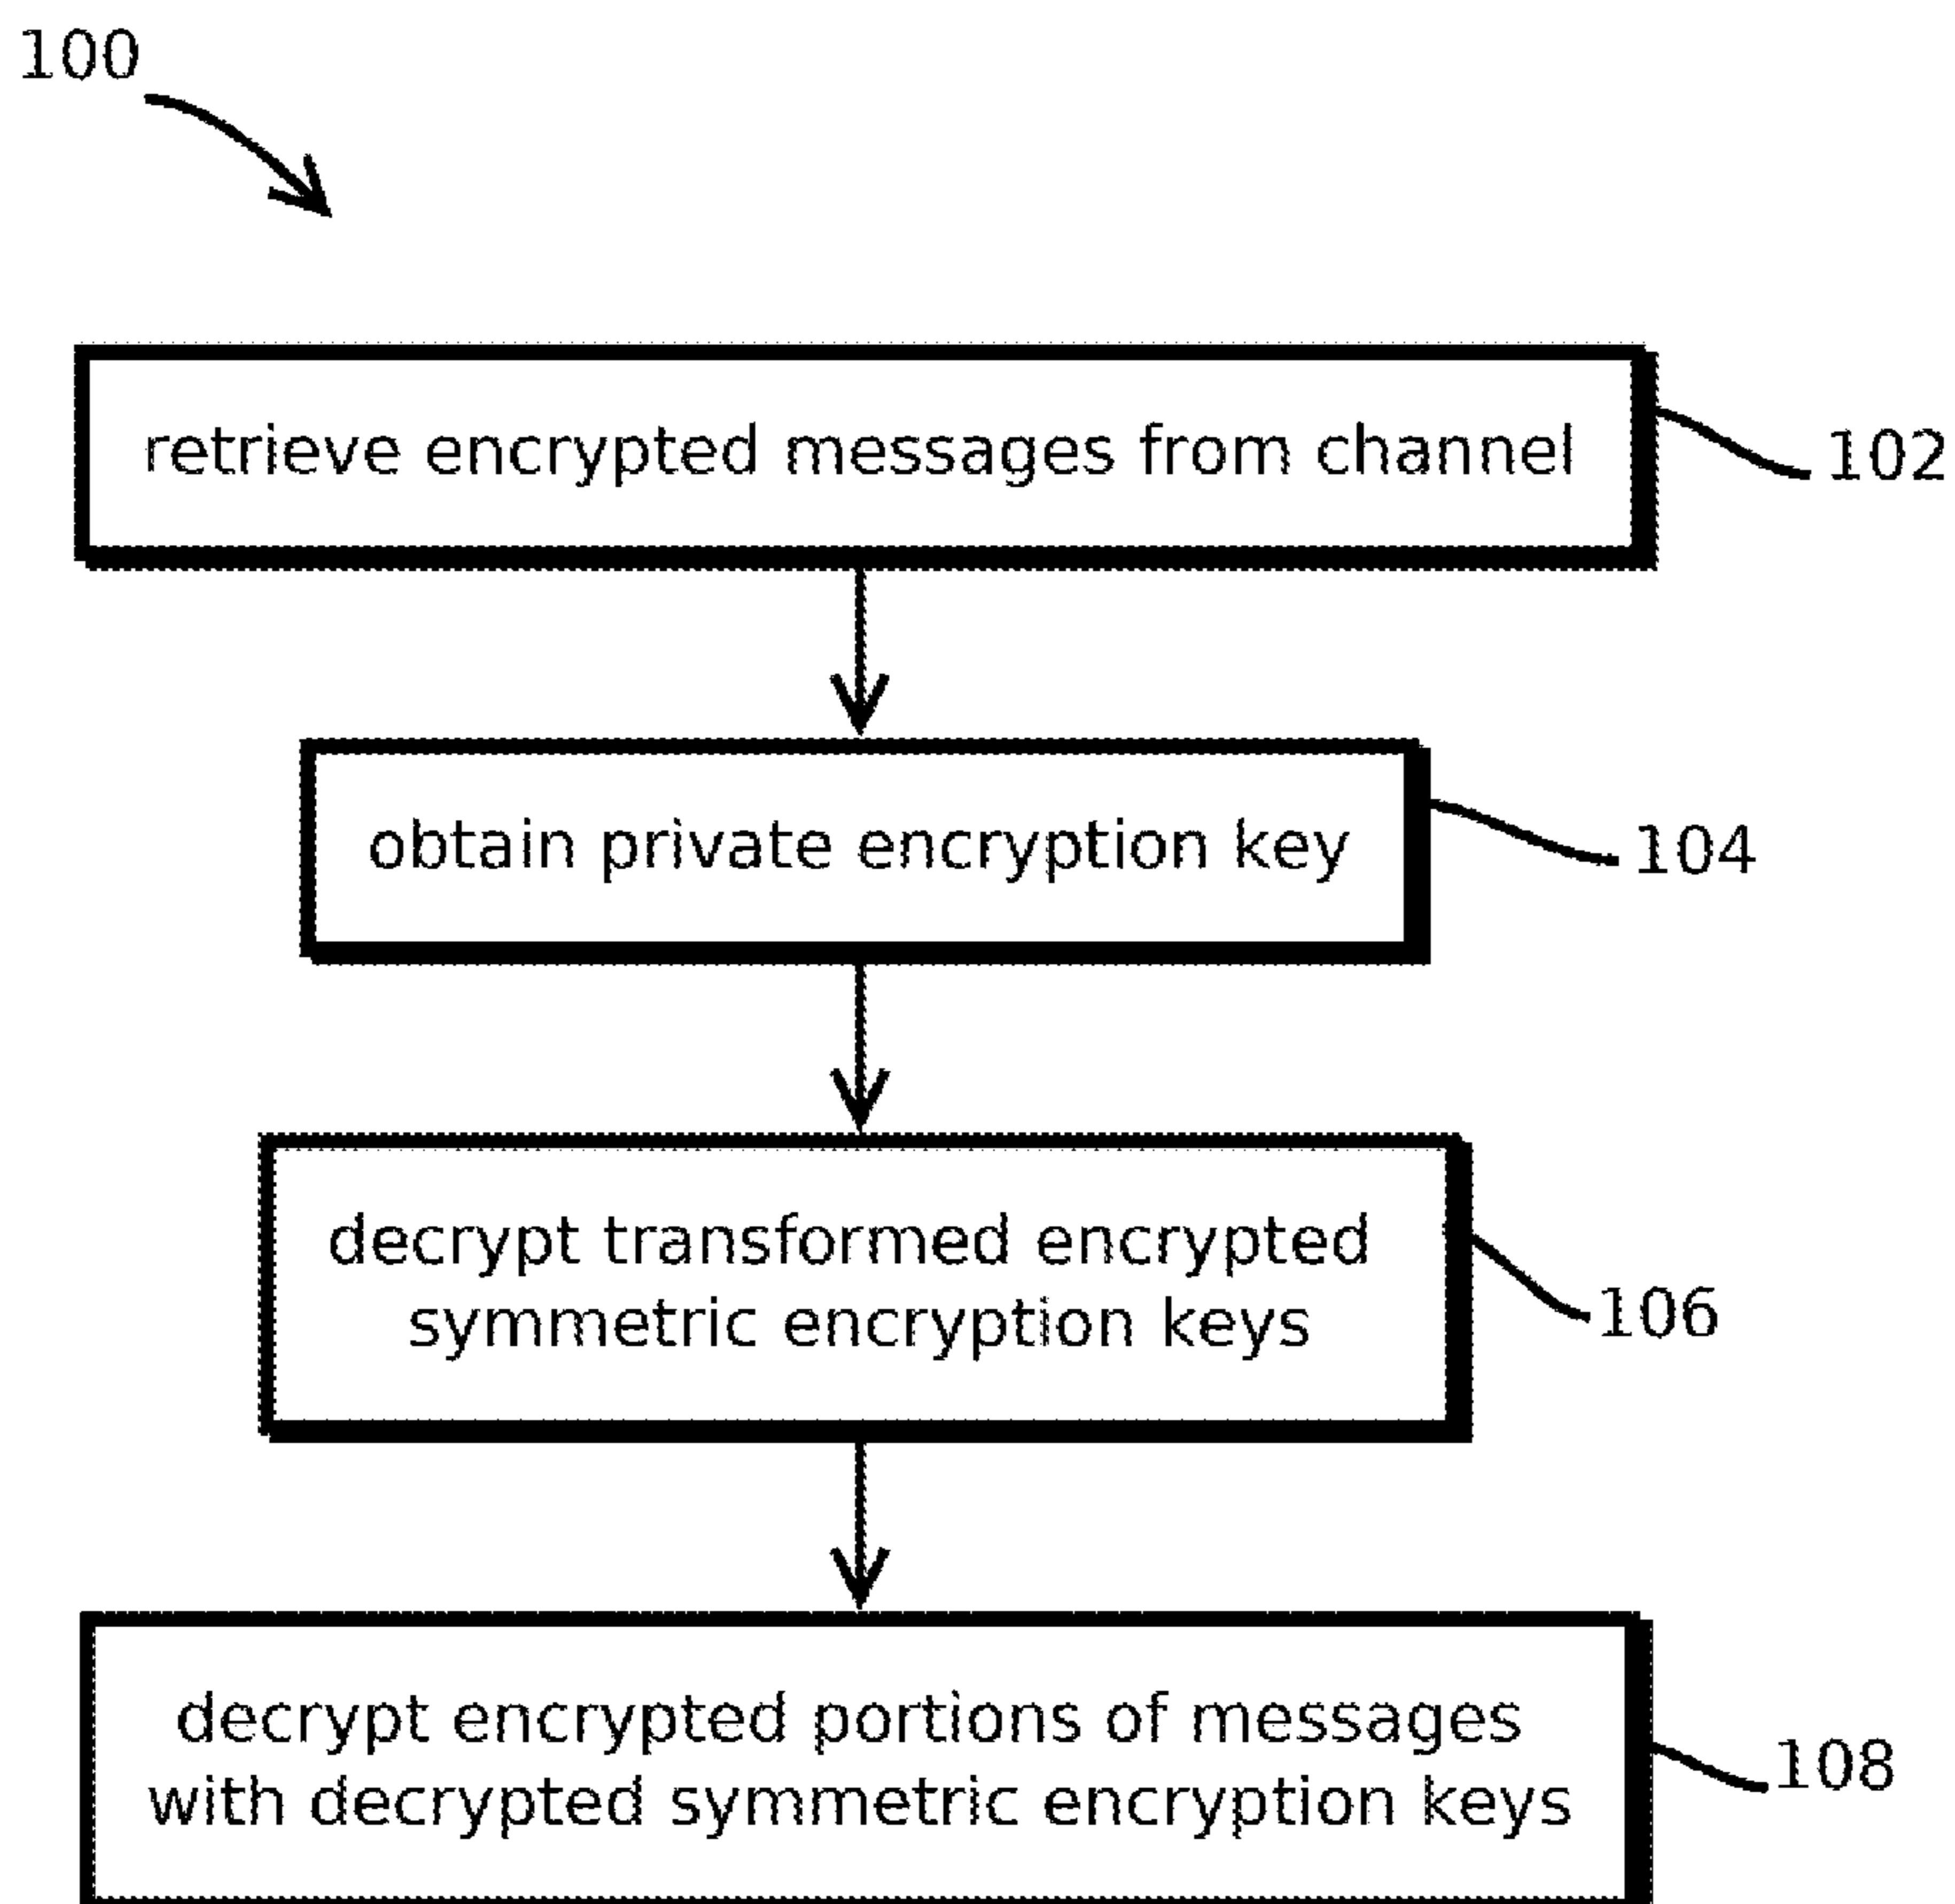 100
retrieve encrypted messages from channel
102
obtain private encryption key
104
decrypt transformed encrypted
symmetric encryption keys
106
decrypt encrypted portions of messages
with decrypted symmetric encryption keys
108